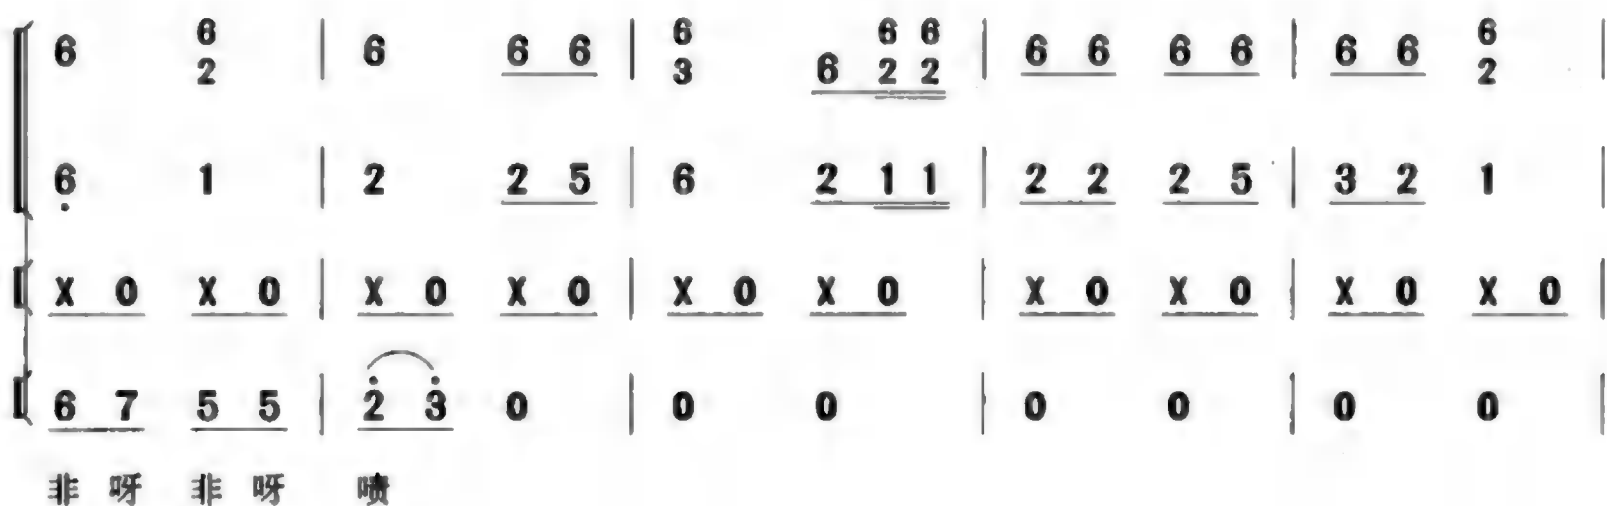 6 6 | 6 6 6 | 6 6 6 6 | 6 6 6 6 | 6 6 6 |
2 3 2 2 2
6 1 | 2 2 5 | 6 2 1 1 | 2 2 2 5 | 3 2 1 |
X 0 X 0 | X 0 X 0 | X 0 X 0 | X 0 X 0 | X 0 X 0 |
6 7 5 5 | 2 3 0 | 0 0 | 0 0 | 0 0 |
非 呀 非 呀 喷